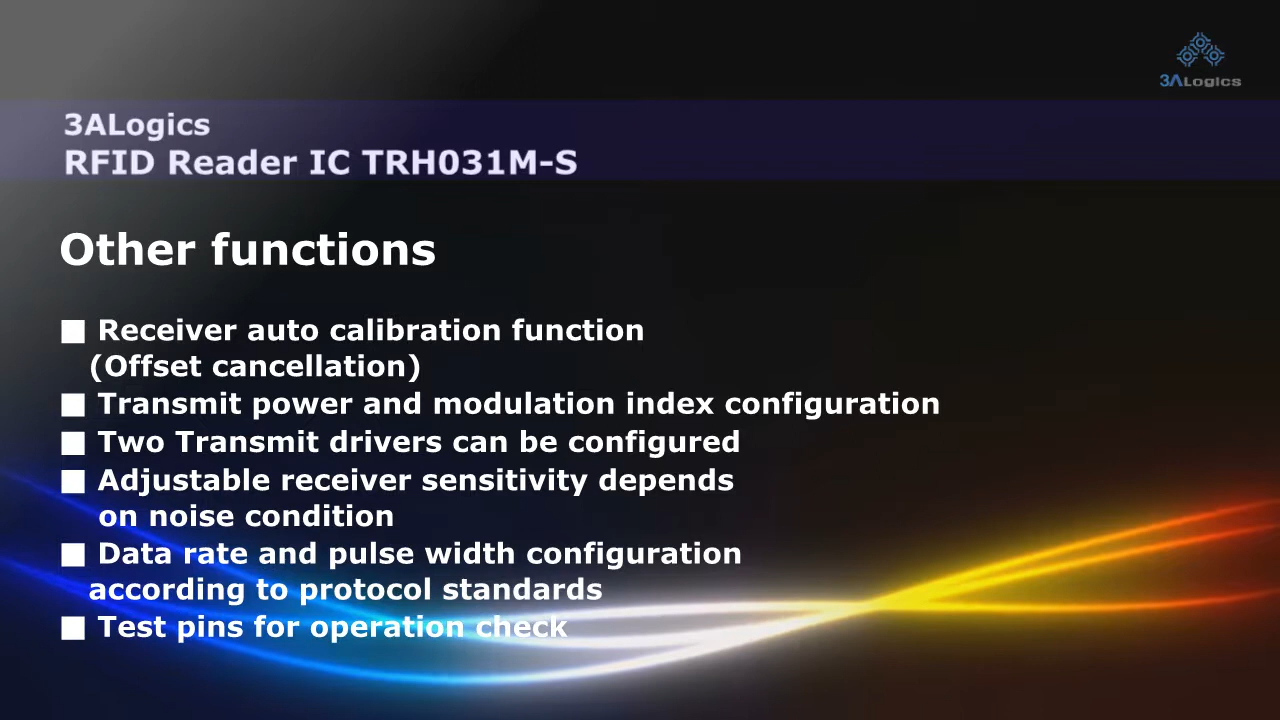 3ALogics
3ALogics
RFID Reader IC TRH031M-S
Other functions
■ Receiver auto calibration function
(Offset cancellation)
■ Transmit power and modulation index configuration
■ Two Transmit drivers can be configured
■ Adjustable receiver sensitivity depends
on noise condition
■ Data rate and pulse width configuration
according to protocol standards
■ Test pins for operation check